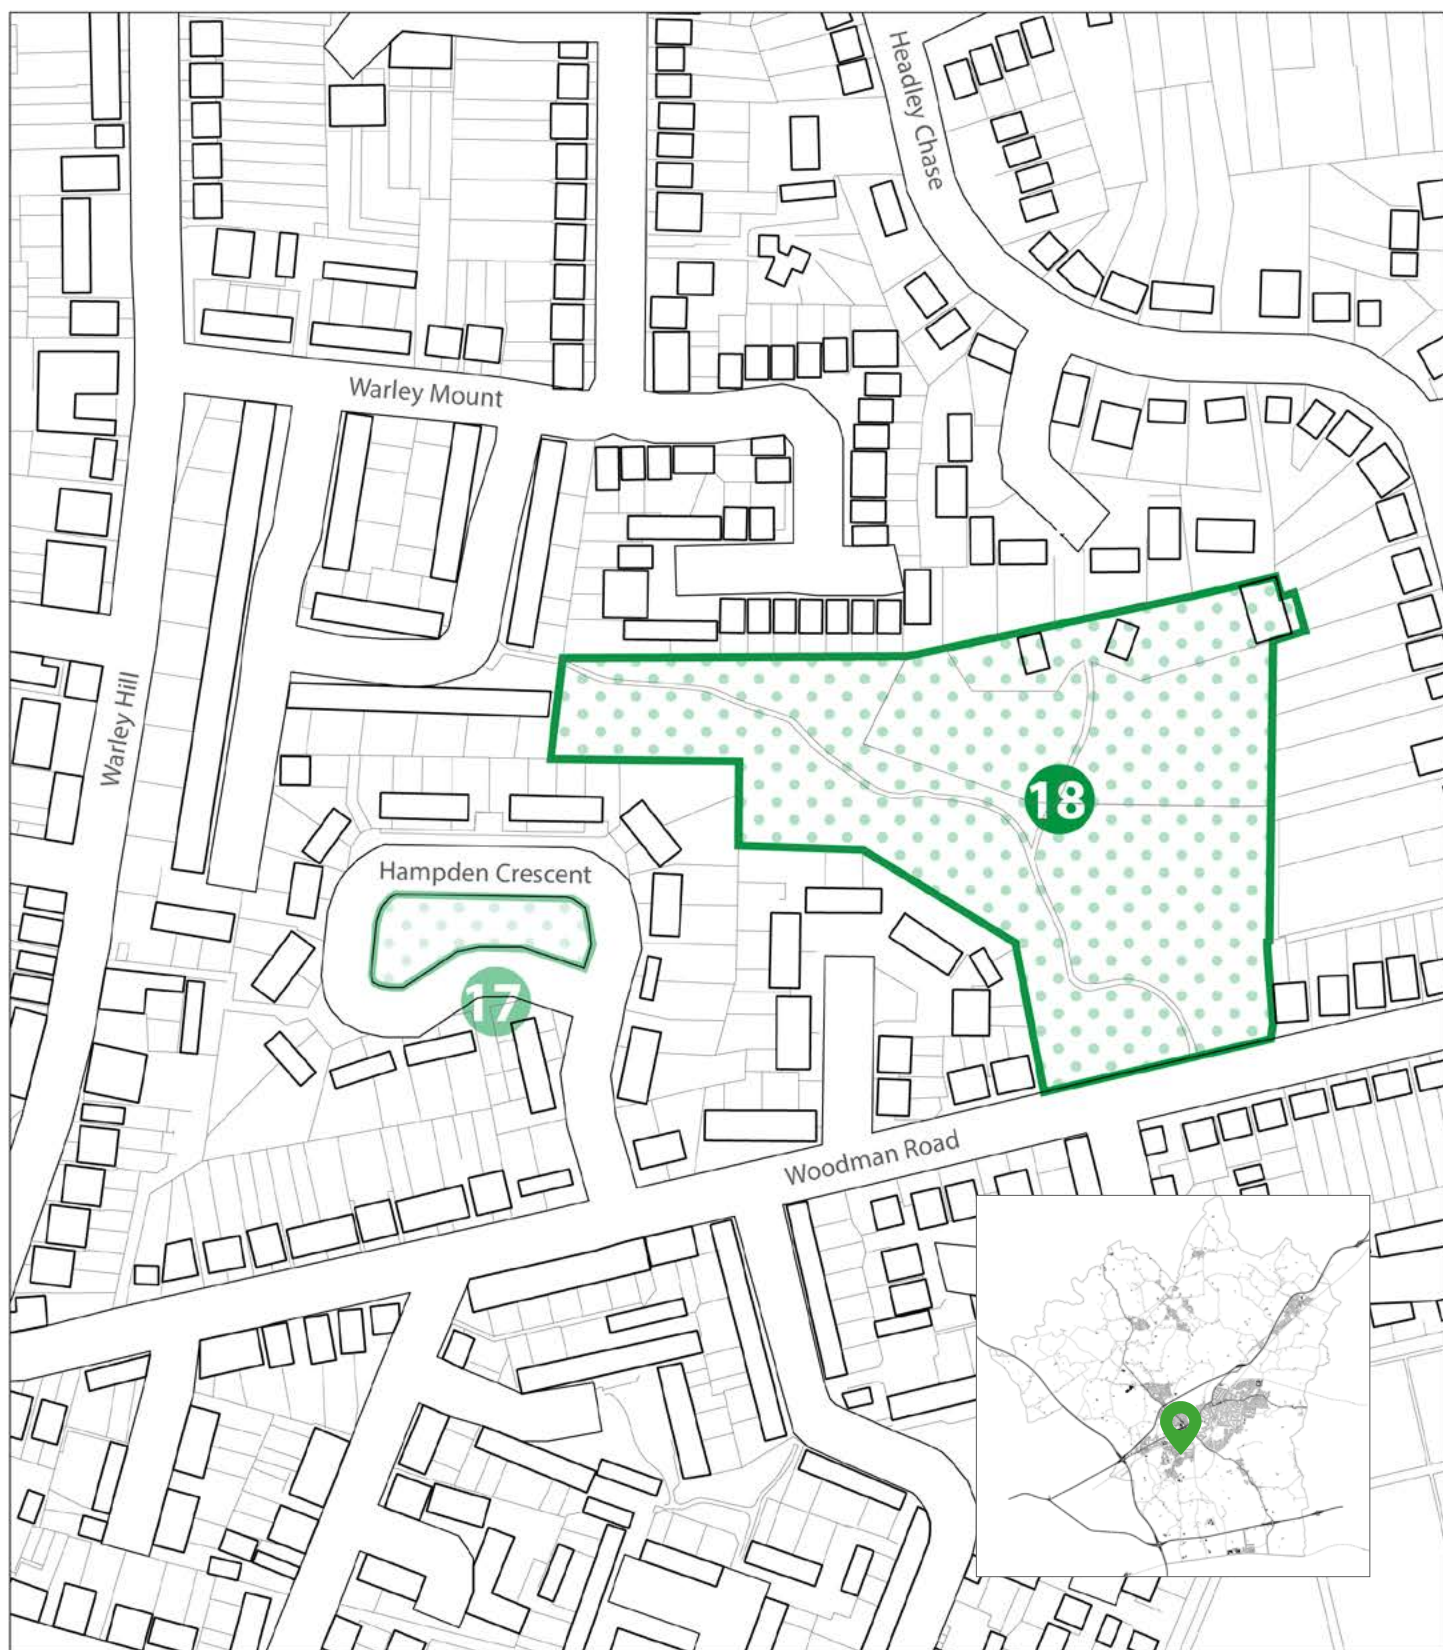 Headley Chase
Warley Mount
Warley Hill
18
Hampden Crescent
17
Woodman Road